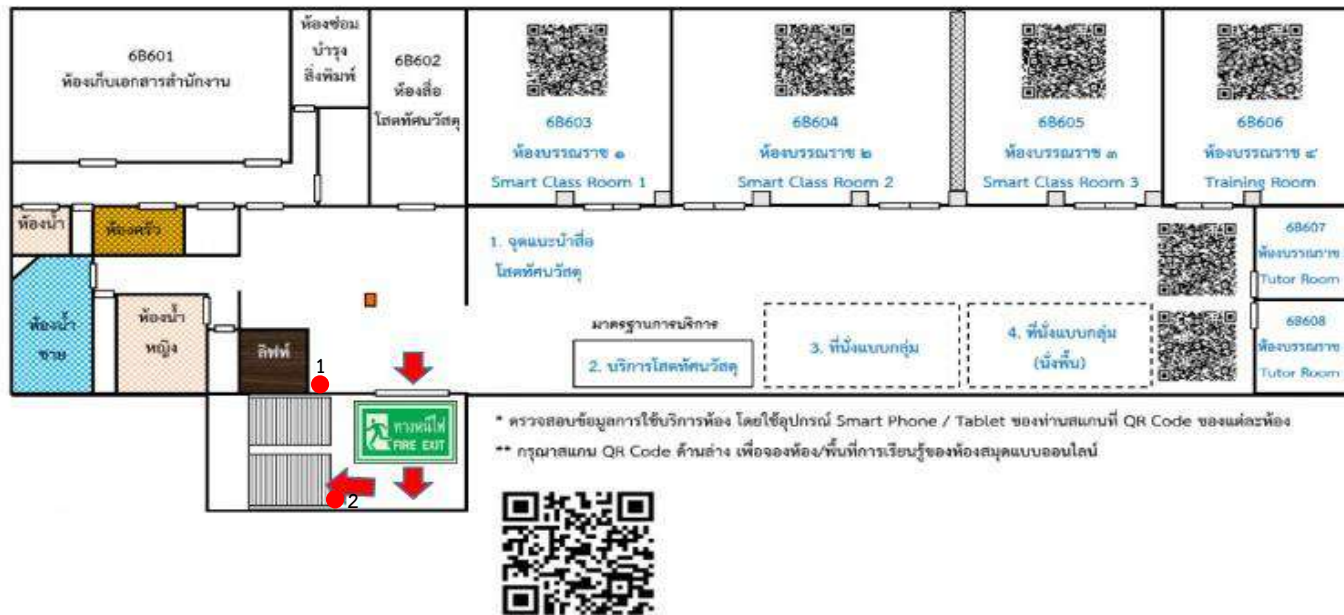 6B601
ห้องเก็บเอกสารสำนักงาน
ห้องซ่อม
บำรุง
สิ่งพิมพ์
6B602
ห้องสื่อ
โสตทัศนวัสดุ
6B603
ห้องบรรณราช ๑
Smart Class Room 1
6B604
ห้องบรรณราช ๒
Smart Class Room 2
6B605
ห้องบรรณราช ๓
Smart Class Room 3
6B606
ห้องบรรณราช ๔
Training Room
ห้องน้ำ
ห้องครัว
1. จุดแนะนำสื่อ
โสตทัศนวัสดุ
6B607
ห้องบรรณราช
Tutor Room
ห้องน้ำ
ชาย
ห้องน้ำ
หญิง
ลิฟท์
1
มาตรฐานการบริการ
2. บริการโสตทัศนวัสดุ
3. ที่นั่งแบบกลุ่ม
4. ที่นั่งแบบกลุ่ม
(นั่งพื้น)
6B608
ห้องบรรณราช
Tutor Room
ทางหนีไฟ
FIRE EXIT
2
* ตรวจสอบข้อมูลการใช้บริการห้อง โดยใช้อุปกรณ์ Smart Phone / Tablet ของท่านสแกนที่ QR Code ของแต่ละห้อง
** กรุณาสแกน QR Code ด้านล่าง เพื่อจองห้อง/พื้นที่การเรียนรู้ของห้องสมุดแบบออนไลน์